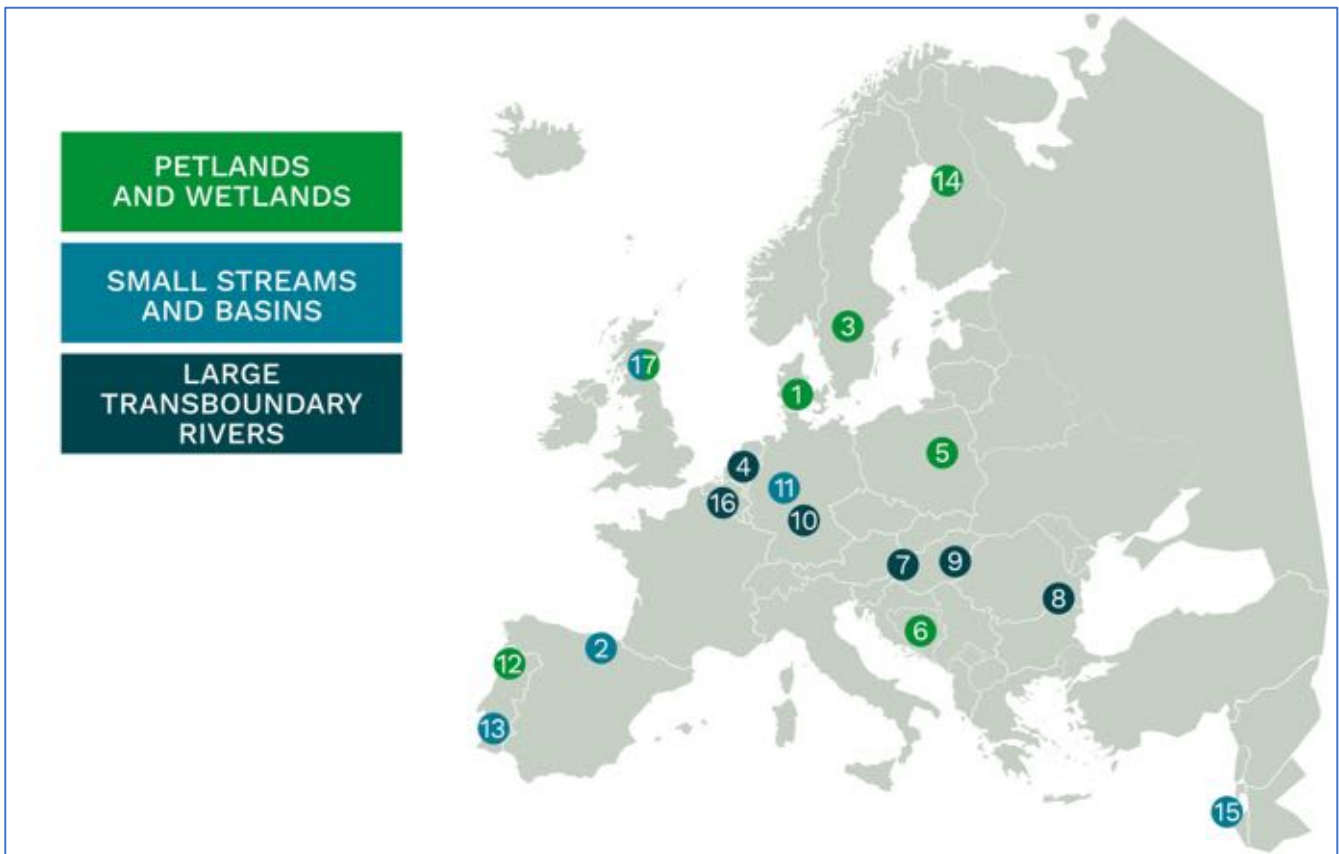 PETLANDS
AND WETLANDS
SMALL STREAMS
AND BASINS
LARGE
TRANSBOUNDARY
RIVERS
14
3
17
1
5
4
11
16
10
7
9
8
6
2
12
13
15